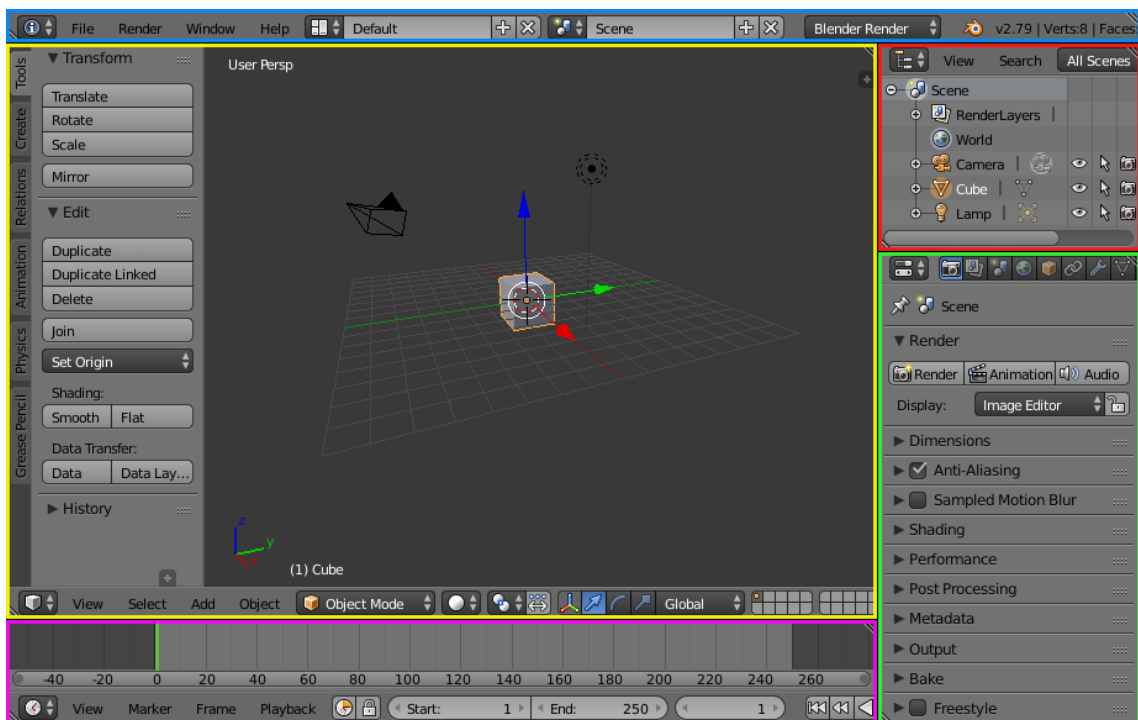 File Render Window Help Default Scene Blender Render v2.79 | Verts:8 | Faces:
Tools
Create
Relations
Animation
Physics
Grease Pencil
Transform
Translate
Rotate
Scale
Mirror
Edit
Duplicate
Duplicate Linked
Delete
Join
Set Origin
Shading:
Smooth Flat
Data Transfer:
Data Data Lay...
History
User Persp
z
y
x
(1) Cube
View Select Add Object Object Mode Global
-40 -20 0 20 40 60 80 100 120 140 160 180 200 220 240 260
View Marker Frame Playback Start: 1 End: 250 1
View Search All Scenes
Scene
RenderLayers |
World
Camera |
Cube |
Lamp |
Scene
Render
Render Animation Audio
Display: Image Editor
Dimensions
Anti-Aliasing
Sampled Motion Blur
Shading
Performance
Post Processing
Metadata
Output
Bake
Freestyle